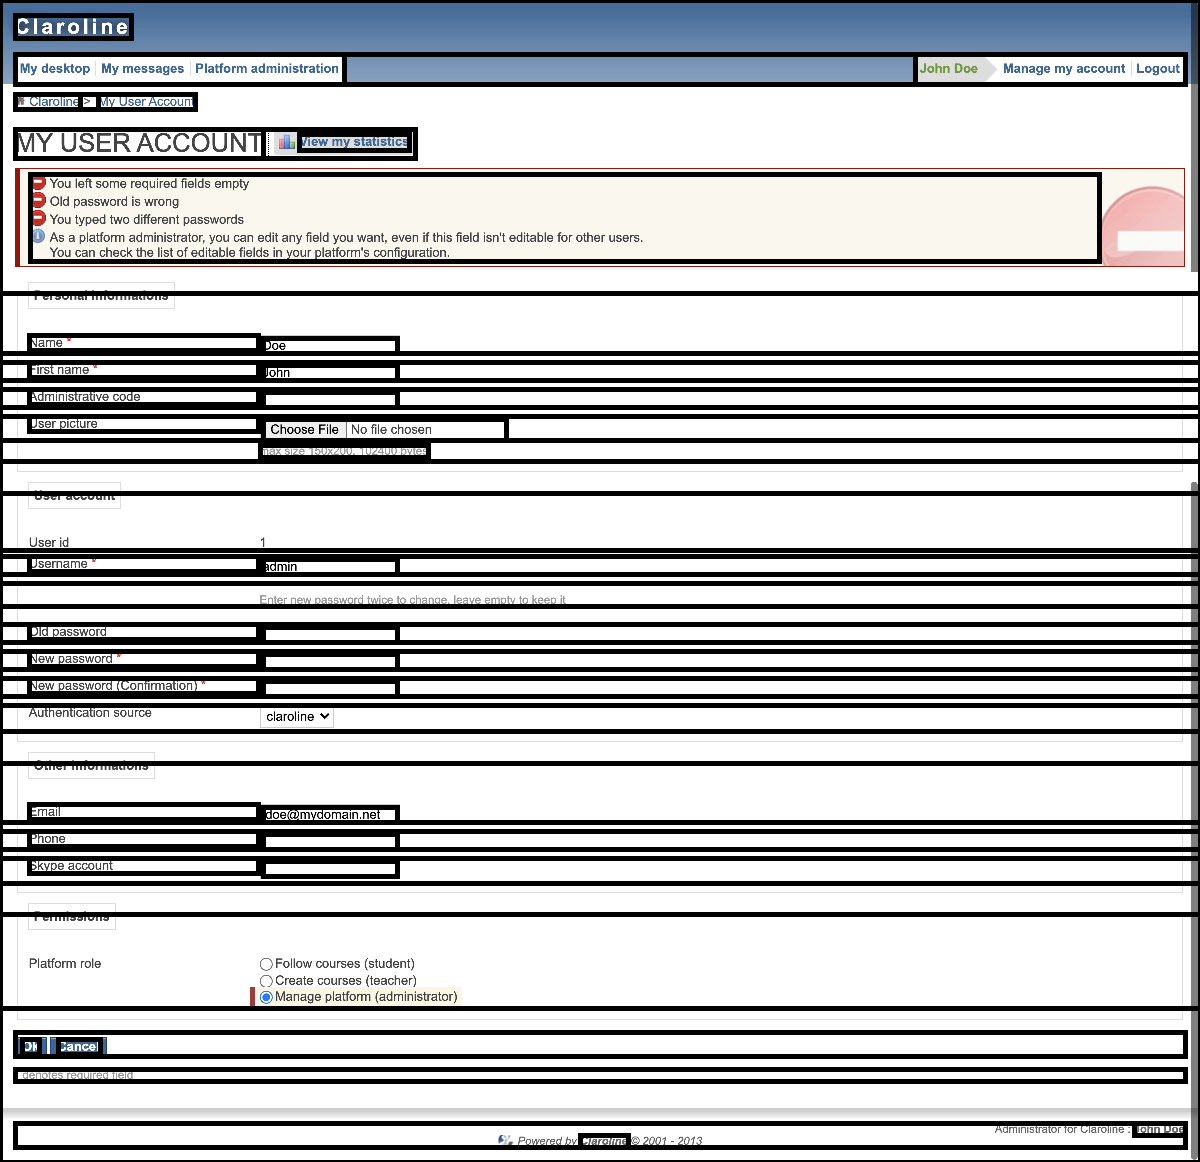 Claroline
My desktop My messages Platform administration John Doe Manage my account Logout
Claroline > My User Account
MY USER ACCOUNT View my statistics
You left some required fields empty
Old password is wrong
You typed two different passwords
As a platform administrator, you can edit any field you want, even if this field isn't editable for other users.
You can check the list of editable fields in your platform's configuration.
Personal informations
Name * Doe
First name * John
Administrative code
User picture Choose File No file chosen
max size 150x200, 102400 bytes
User account
User id 1
Username * admin
Enter new password twice to change, leave empty to keep it
Old password
New password *
New password (Confirmation) *
Authentication source claroline
Other informations
Email doe@mydomain.net
Phone
Skype account
Permissions
Platform role Follow courses (student)
Create courses (teacher)
Manage platform (administrator)
Ok Cancel
denotes required field
Administrator for Claroline : John Doe
Powered by Claroline © 2001 - 2013